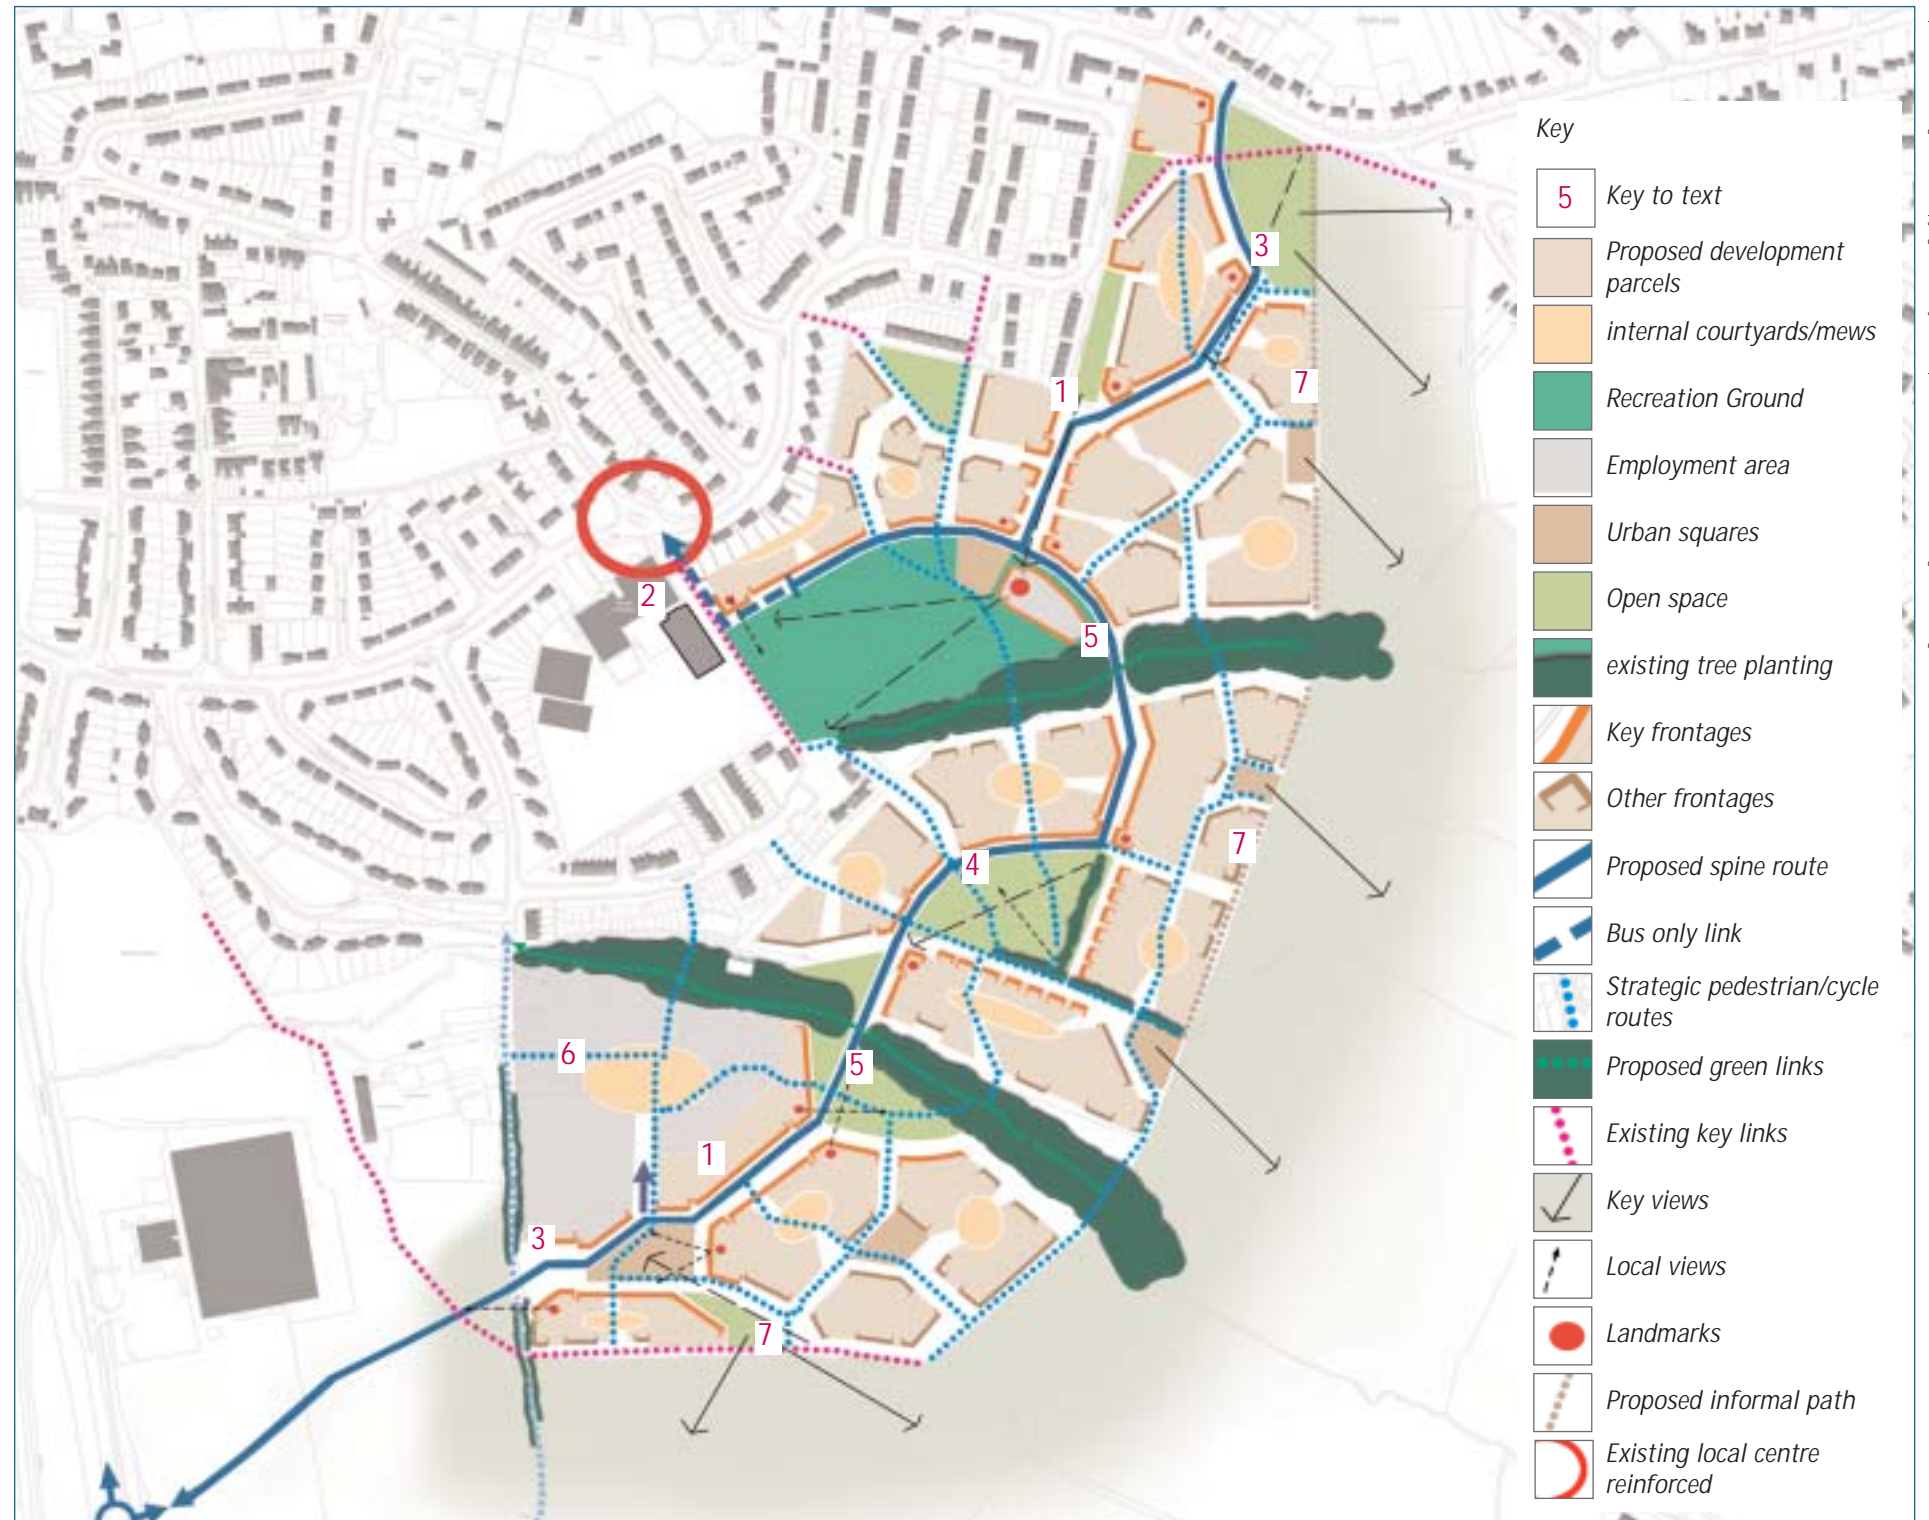 3
1
7
2
5
4
7
5
6
1
3
7
Key
5 Key to text
Proposed development
parcels
internal courtyards/mews
Recreation Ground
Employment area
Urban squares
Open space
existing tree planting
Key frontages
Other frontages
Proposed spine route
Bus only link
Strategic pedestrian/cycle
routes
Proposed green links
Existing key links
Key views
Local views
Landmarks
Proposed informal path
Existing local centre
reinforced